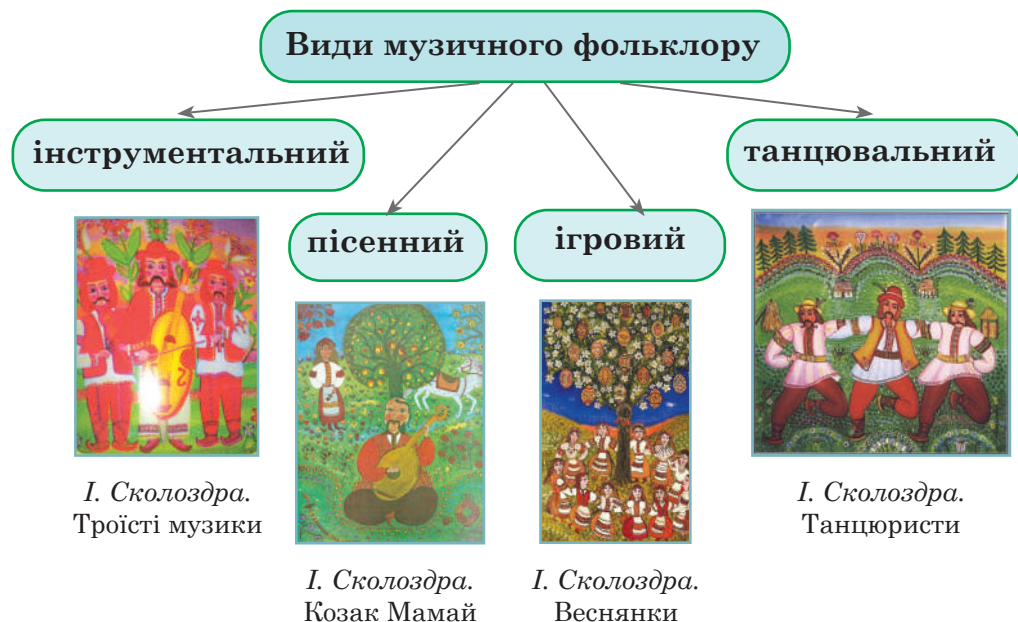 Види музичного фольклору
інструментальний
танцювальний
пісенний
ігровий
І. Сколоздра.
Троїсті музики
І. Сколоздра.
Козак Мамай
І. Сколоздра.
Веснянки
І. Сколоздра.
Танцюристи